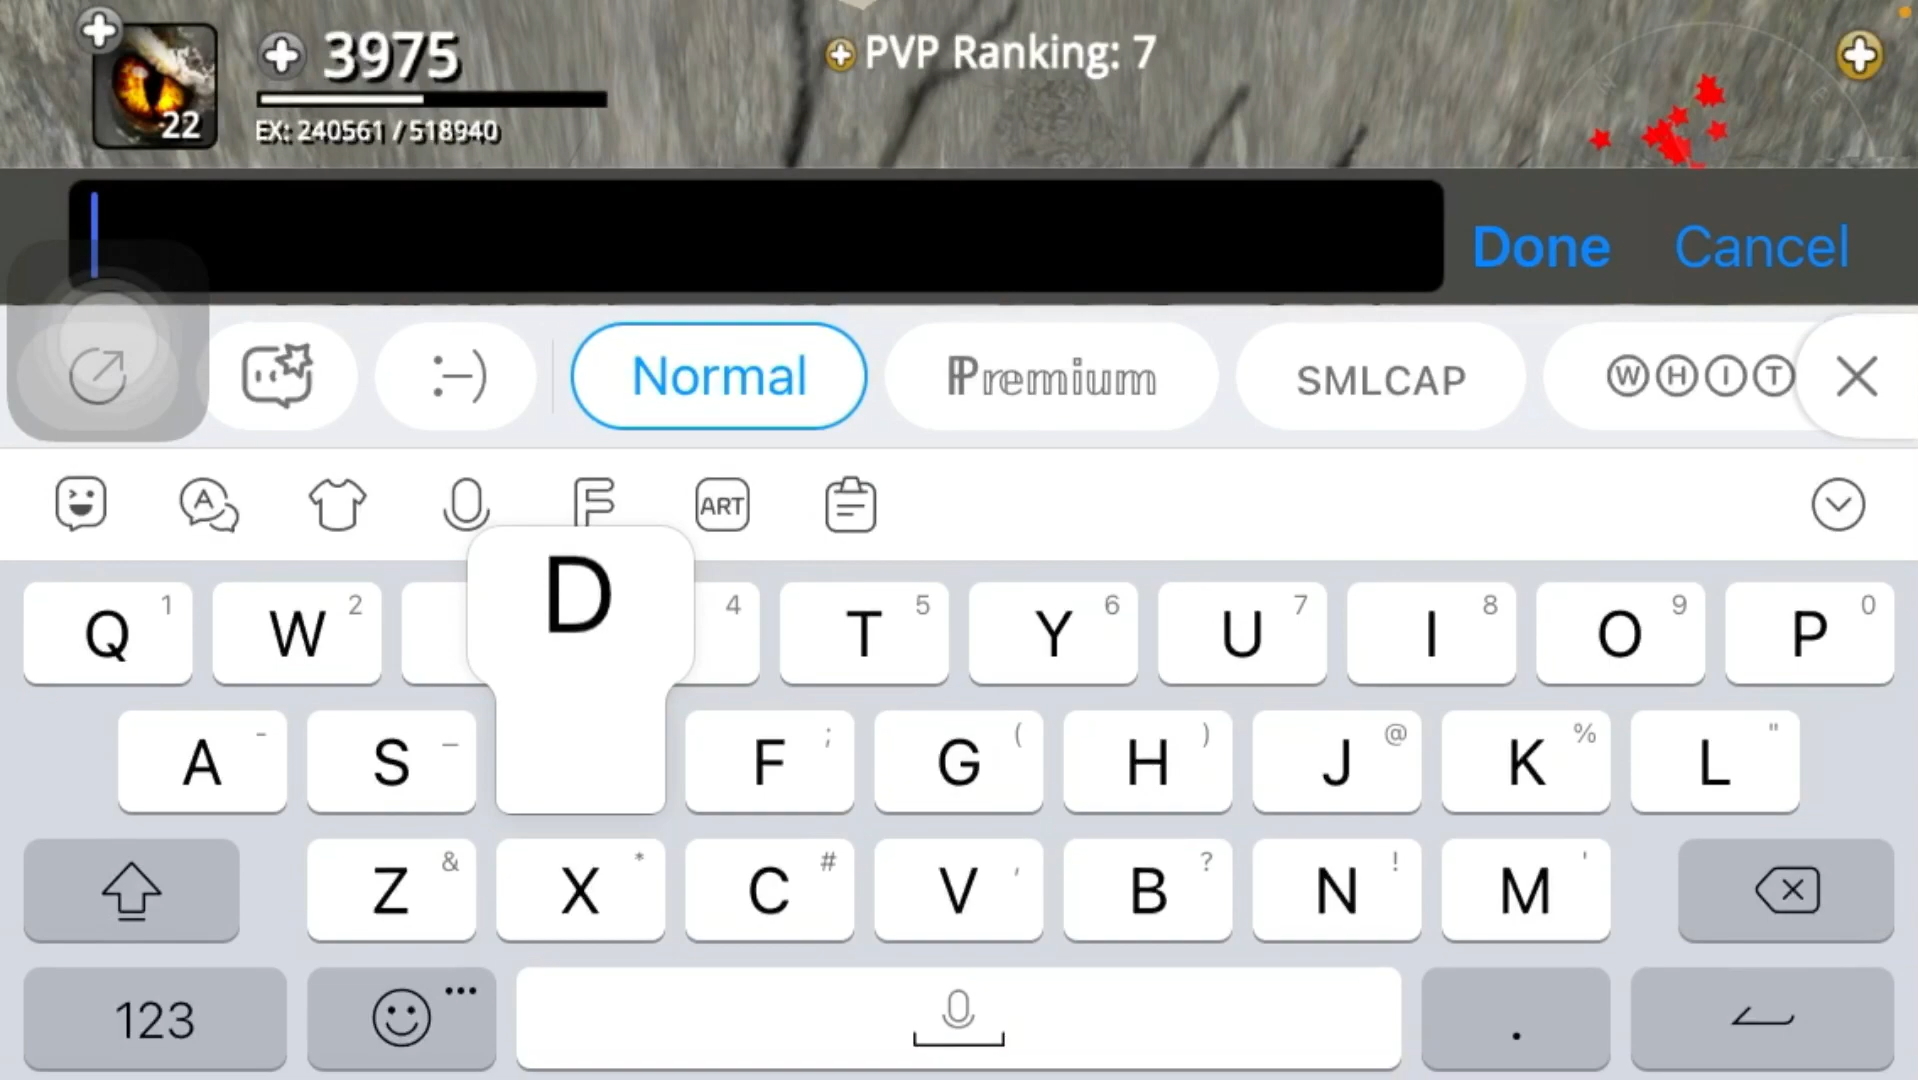 3975
PVP Ranking: 7
22
EX: 240561 / 518940
Done Cancel
:-) Normal ℙremium SMLCAP ⓌⒽⒾⓉ
A F ART
D
Q 1 W 2 4 T 5 Y 6 U 7 I 8 O 9 P 0
A - S _ F ; G ( H ) J @ K % L "
Z & X * C # V , B ? N ! M '
123 .